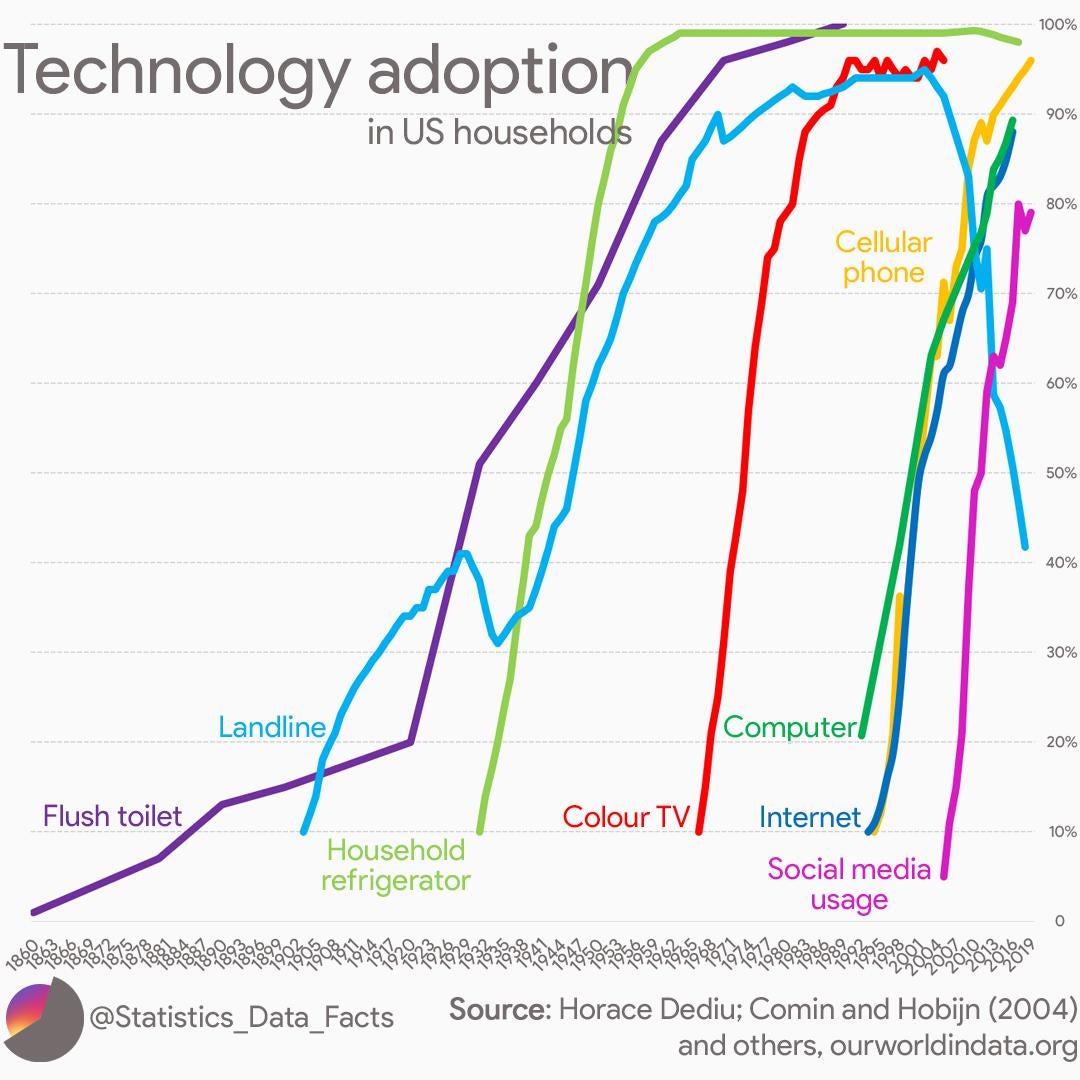 100%
Technology adoption
in US households
90%
80%
Cellular
phone
70%
60%
50%
40%
30%
Landline
Computer
20%
Flush toilet
Colour TV
Internet
10%
Household
refrigerator
Social media
usage
0
1860 1863 1866 1869 1872 1875 1878 1881 1884 1887 1890 1893 1896 1899 1902 1905 1908 1911 1914 1917 1920 1923 1926 1929 1932 1935 1938 1941 1944 1947 1950 1953 1956 1959 1962 1965 1968 1971 1974 1977 1980 1983 1986 1989 1992 1995 1998 2001 2004 2007 2010 2013 2016 2019
@Statistics_Data_Facts
Source: Horace Dediu; Comin and Hobijn (2004)
and others, ourworldindata.org